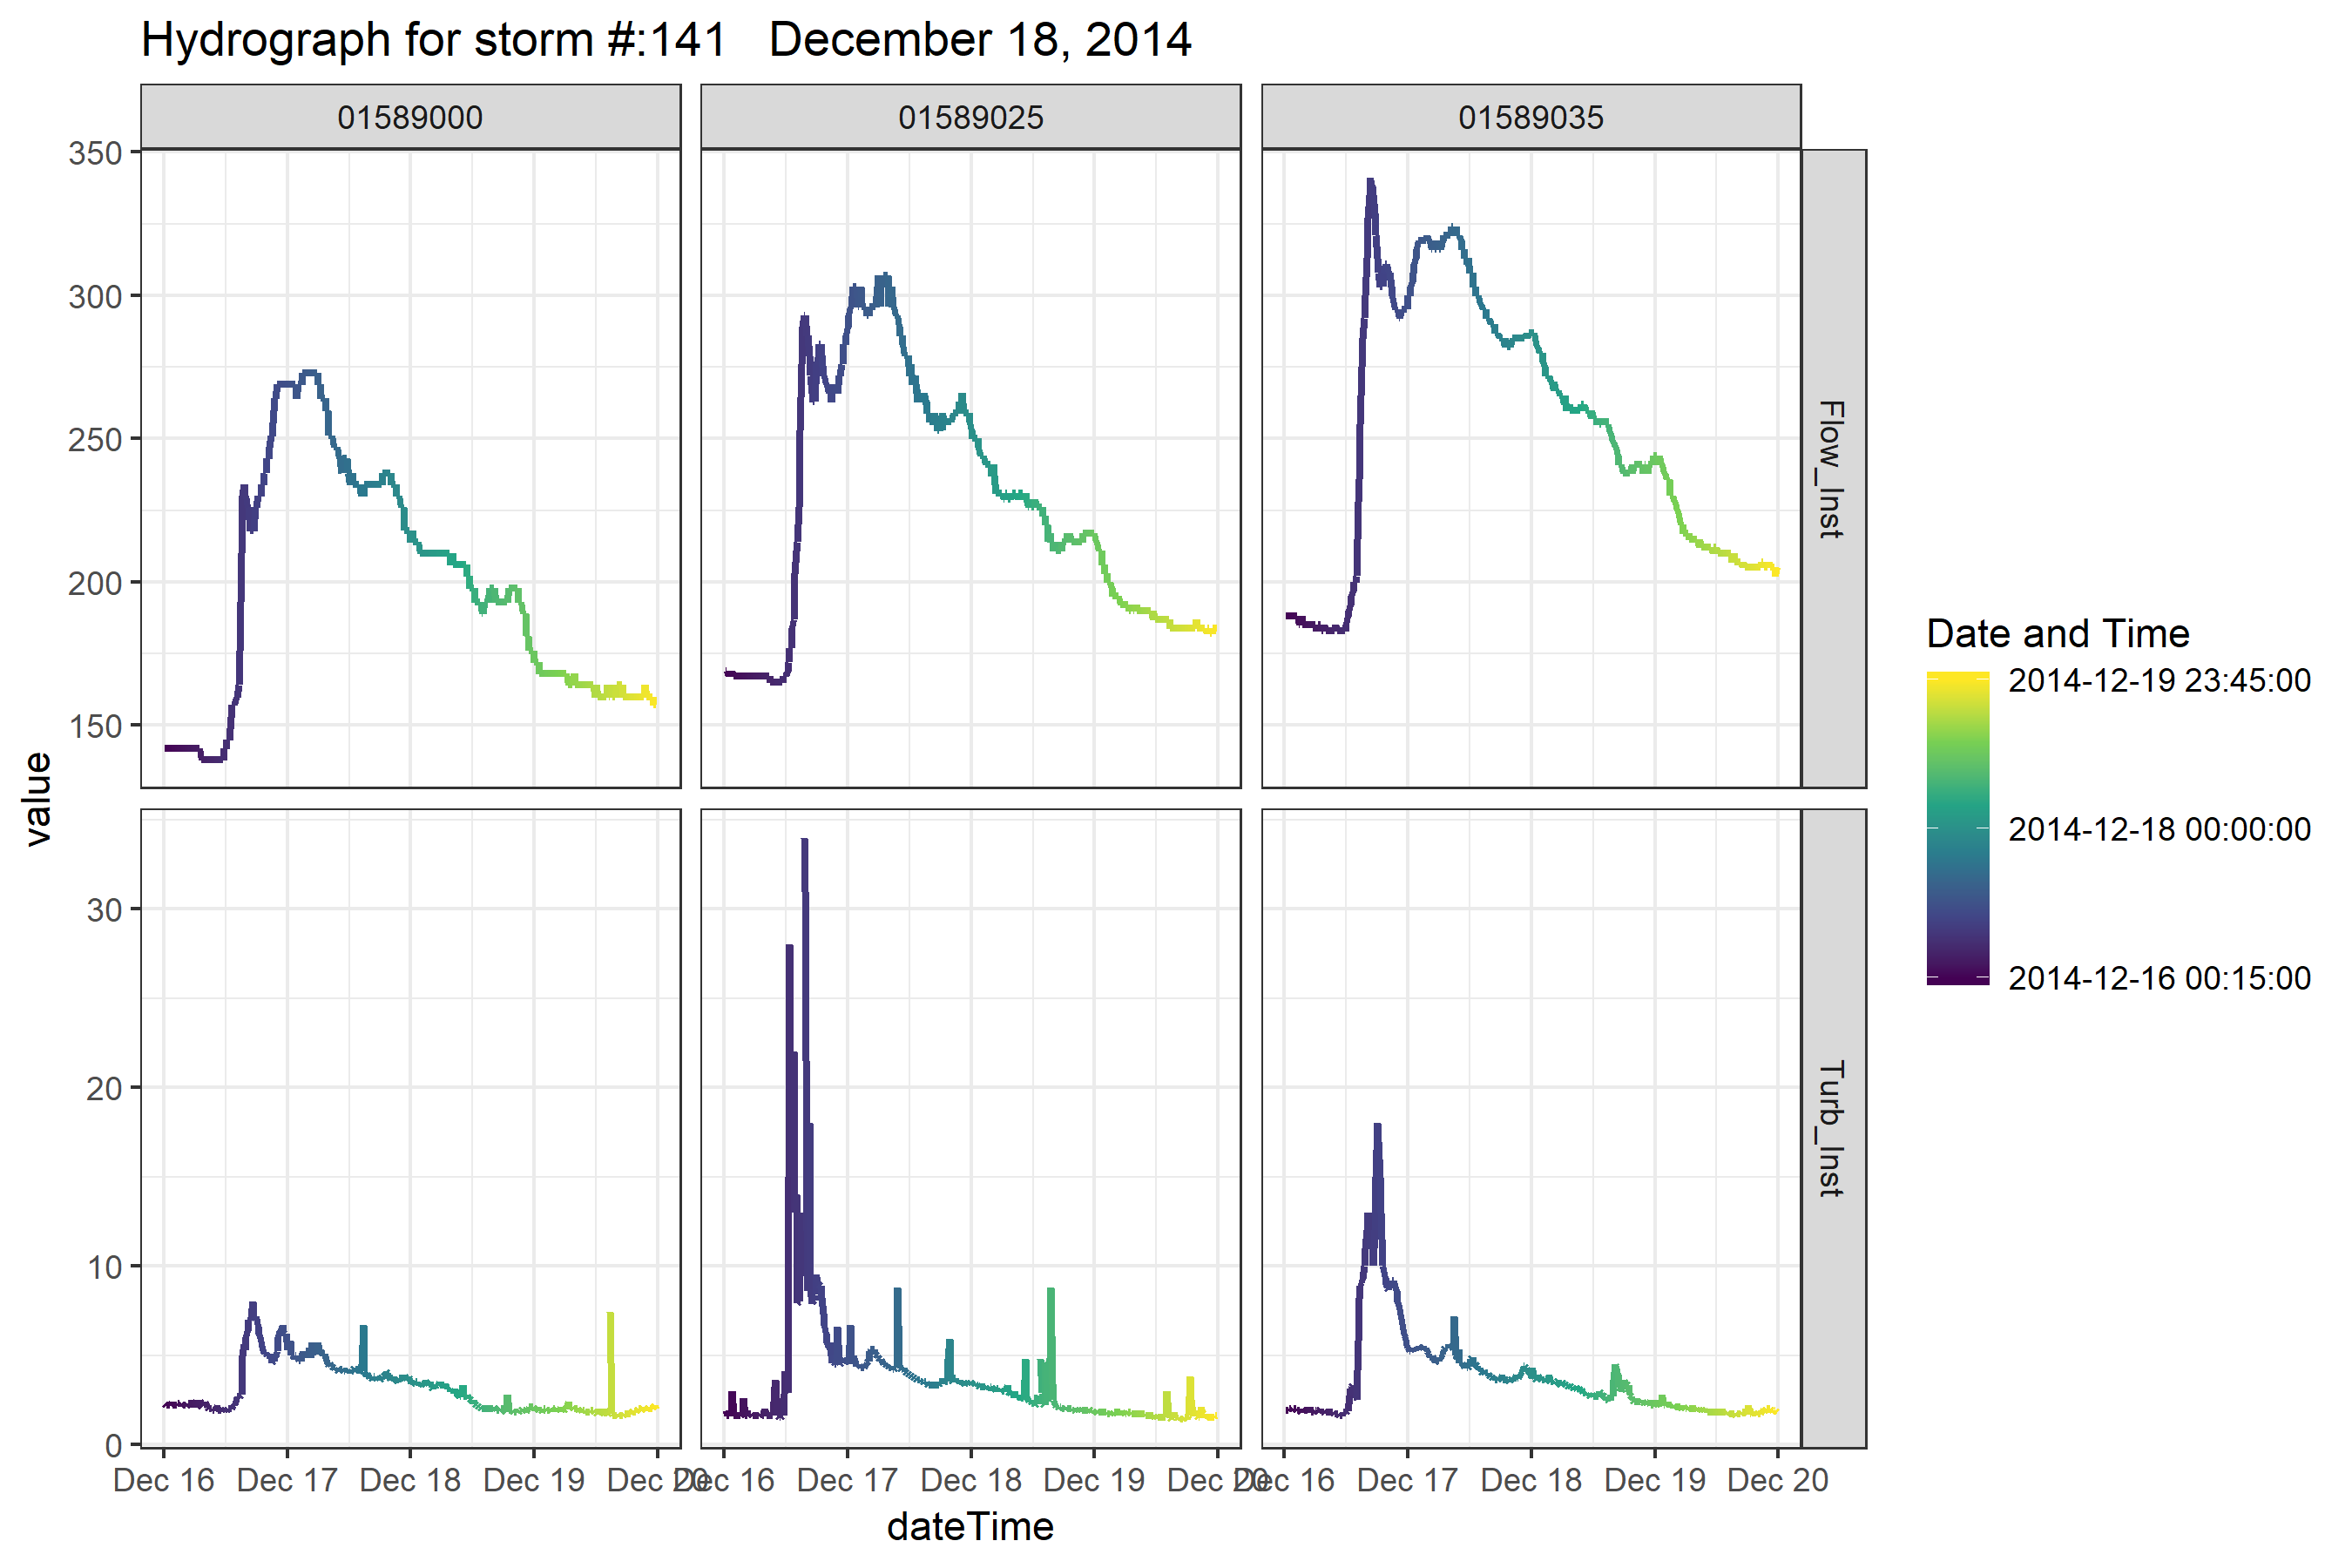 Hydrograph for storm #:141   December 18, 2014
01589000
01589025
01589035
350
300
250
200
150
Flow_Inst
value
30
20
10
0
Turb_Inst
Dec 16
Dec 17
Dec 18
Dec 19
Dec 20
Dec 16
Dec 17
Dec 18
Dec 19
Dec 20
Dec 16
Dec 17
Dec 18
Dec 19
Dec 20
dateTime
Date and Time
2014-12-19 23:45:00
2014-12-18 00:00:00
2014-12-16 00:15:00